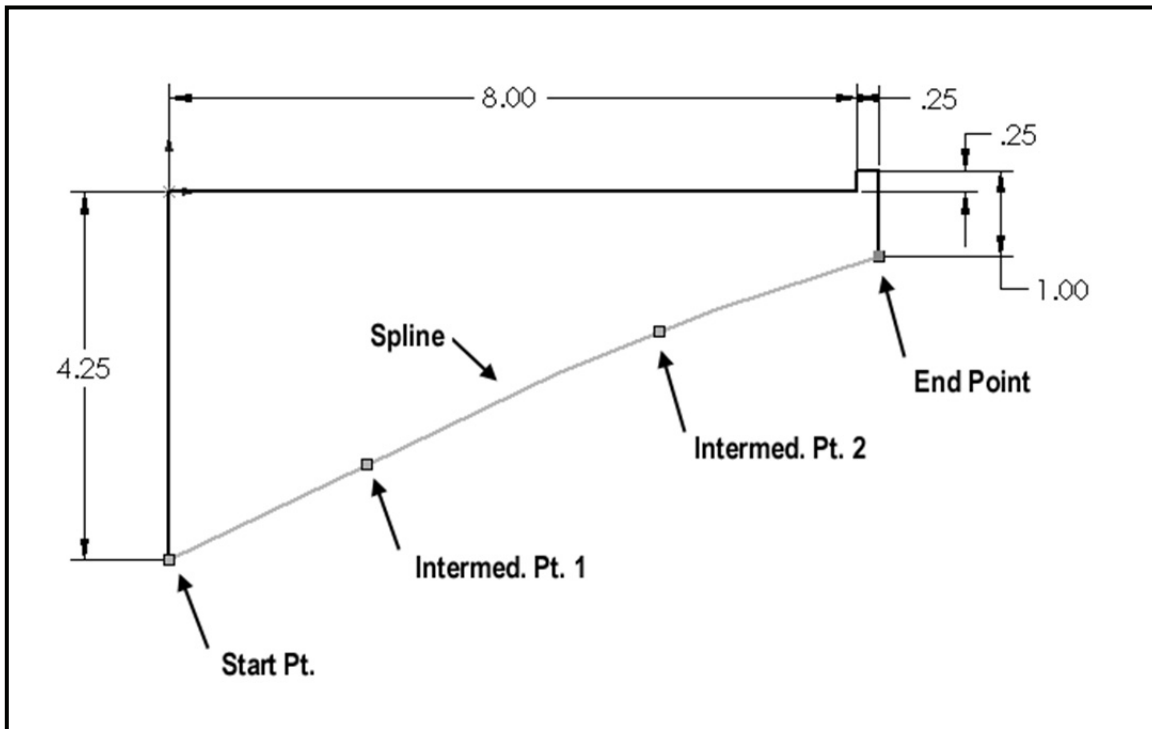 8.00
.25
.25
1.00
4.25
Spline
End Point
Intermed. Pt. 2
Intermed. Pt. 1
Start Pt.